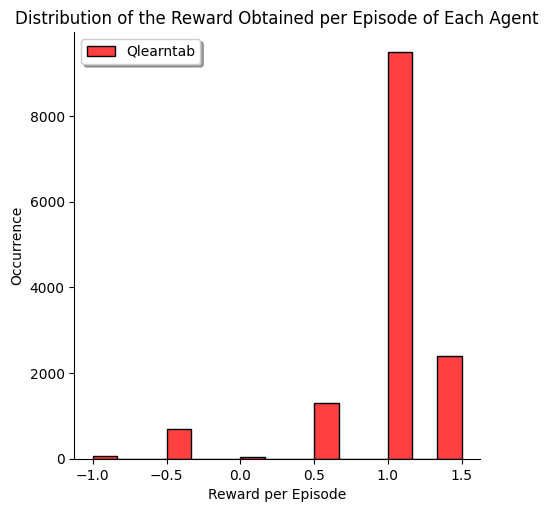 Distribution of the Reward Obtained per Episode of Each Agent
Qlearntab
8000
6000
4000
2000
0
Occurrence
−1.0 −0.5 0.0 0.5 1.0 1.5
Reward per Episode